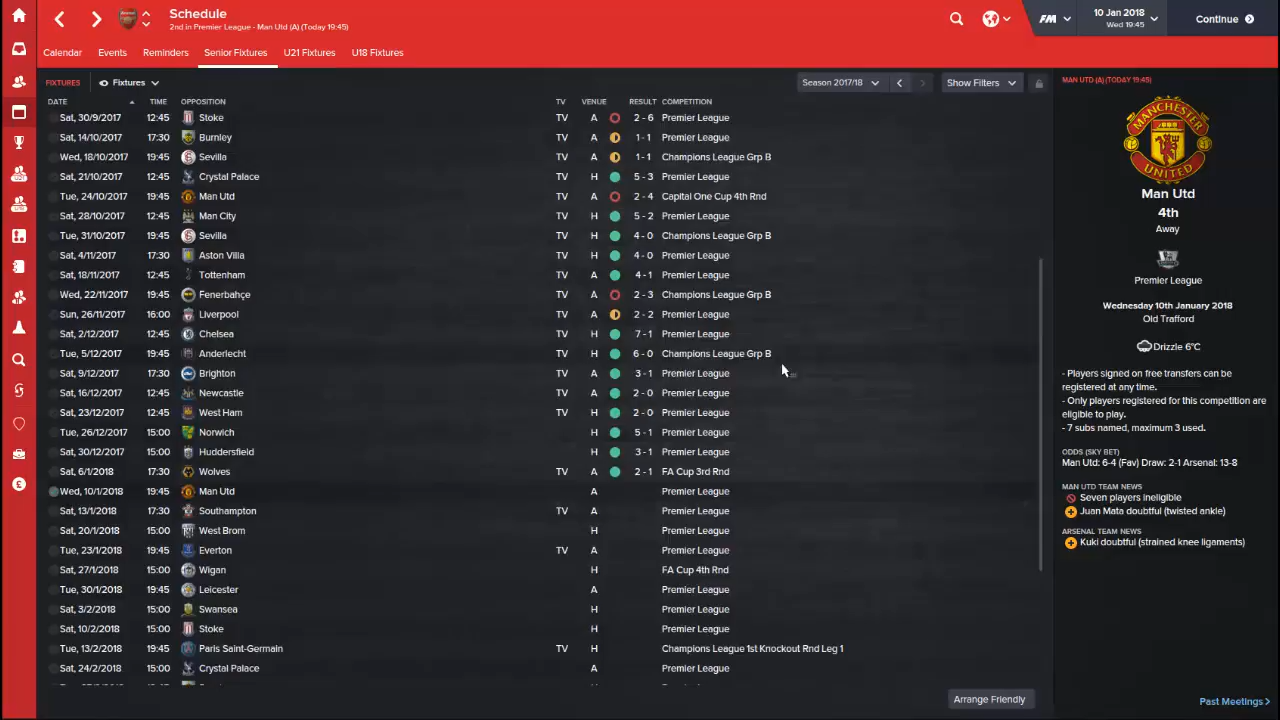 Schedule
2nd in Premier League - Man Utd (A) (Today 19:45)
FM
10 Jan 2018
Wed 19:45
Continue
Calendar Events Reminders Senior Fixtures U21 Fixtures U18 Fixtures
FIXTURES Fixtures Season 2017/18 Show Filters
DATE TIME OPPOSITION TV VENUE RESULT COMPETITION
Sat, 30/9/2017 12:45 Stoke TV A 2 - 6 Premier League
Sat, 14/10/2017 17:30 Burnley TV A 1 - 1 Premier League
Wed, 18/10/2017 19:45 Sevilla TV A 1 - 1 Champions League Grp B
Sat, 21/10/2017 12:45 Crystal Palace TV H 5 - 3 Premier League
Tue, 24/10/2017 19:45 Man Utd TV A 2 - 4 Capital One Cup 4th Rnd
Sat, 28/10/2017 12:45 Man City TV H 5 - 2 Premier League
Tue, 31/10/2017 19:45 Sevilla TV H 4 - 0 Champions League Grp B
Sat, 4/11/2017 17:30 Aston Villa TV H 4 - 0 Premier League
Sat, 18/11/2017 12:45 Tottenham TV A 4 - 1 Premier League
Wed, 22/11/2017 19:45 Fenerbahçe TV A 2 - 3 Champions League Grp B
Sun, 26/11/2017 16:00 Liverpool TV A 2 - 2 Premier League
Sat, 2/12/2017 12:45 Chelsea TV H 7 - 1 Premier League
Tue, 5/12/2017 19:45 Anderlecht TV H 6 - 0 Champions League Grp B
Sat, 9/12/2017 17:30 Brighton TV A 3 - 1 Premier League
Sat, 16/12/2017 12:45 Newcastle TV A 2 - 0 Premier League
Sat, 23/12/2017 12:45 West Ham TV H 2 - 0 Premier League
Tue, 26/12/2017 15:00 Norwich H 5 - 1 Premier League
Sat, 30/12/2017 15:00 Huddersfield H 3 - 1 Premier League
Sat, 6/1/2018 17:30 Wolves TV A 2 - 1 FA Cup 3rd Rnd
Wed, 10/1/2018 19:45 Man Utd A Premier League
Sat, 13/1/2018 17:30 Southampton TV A Premier League
Sat, 20/1/2018 15:00 West Brom H Premier League
Tue, 23/1/2018 19:45 Everton TV A Premier League
Sat, 27/1/2018 15:00 Wigan H FA Cup 4th Rnd
Tue, 30/1/2018 19:45 Leicester A Premier League
Sat, 3/2/2018 15:00 Swansea H Premier League
Sat, 10/2/2018 15:00 Stoke H Premier League
Tue, 13/2/2018 19:45 Paris Saint-Germain TV H Champions League 1st Knockout Rnd Leg 1
Sat, 24/2/2018 15:00 Crystal Palace A Premier League
Arrange Friendly
MAN UTD (A) (TODAY 19:45)
MANCHESTER
UNITED
Man Utd
4th
Away
Premier League
Wednesday 10th January 2018
Old Trafford
Drizzle 6°C
- Players signed on free transfers can be
registered at any time.
- Only players registered for this competition are
eligible to play.
- 7 subs named, maximum 3 used.
ODDS (SKY BET)
Man Utd: 6-4 (Fav) Draw: 2-1 Arsenal: 13-8
MAN UTD TEAM NEWS
Seven players ineligible
Juan Mata doubtful (twisted ankle)
ARSENAL TEAM NEWS
Kuki doubtful (strained knee ligaments)
Past Meetings>